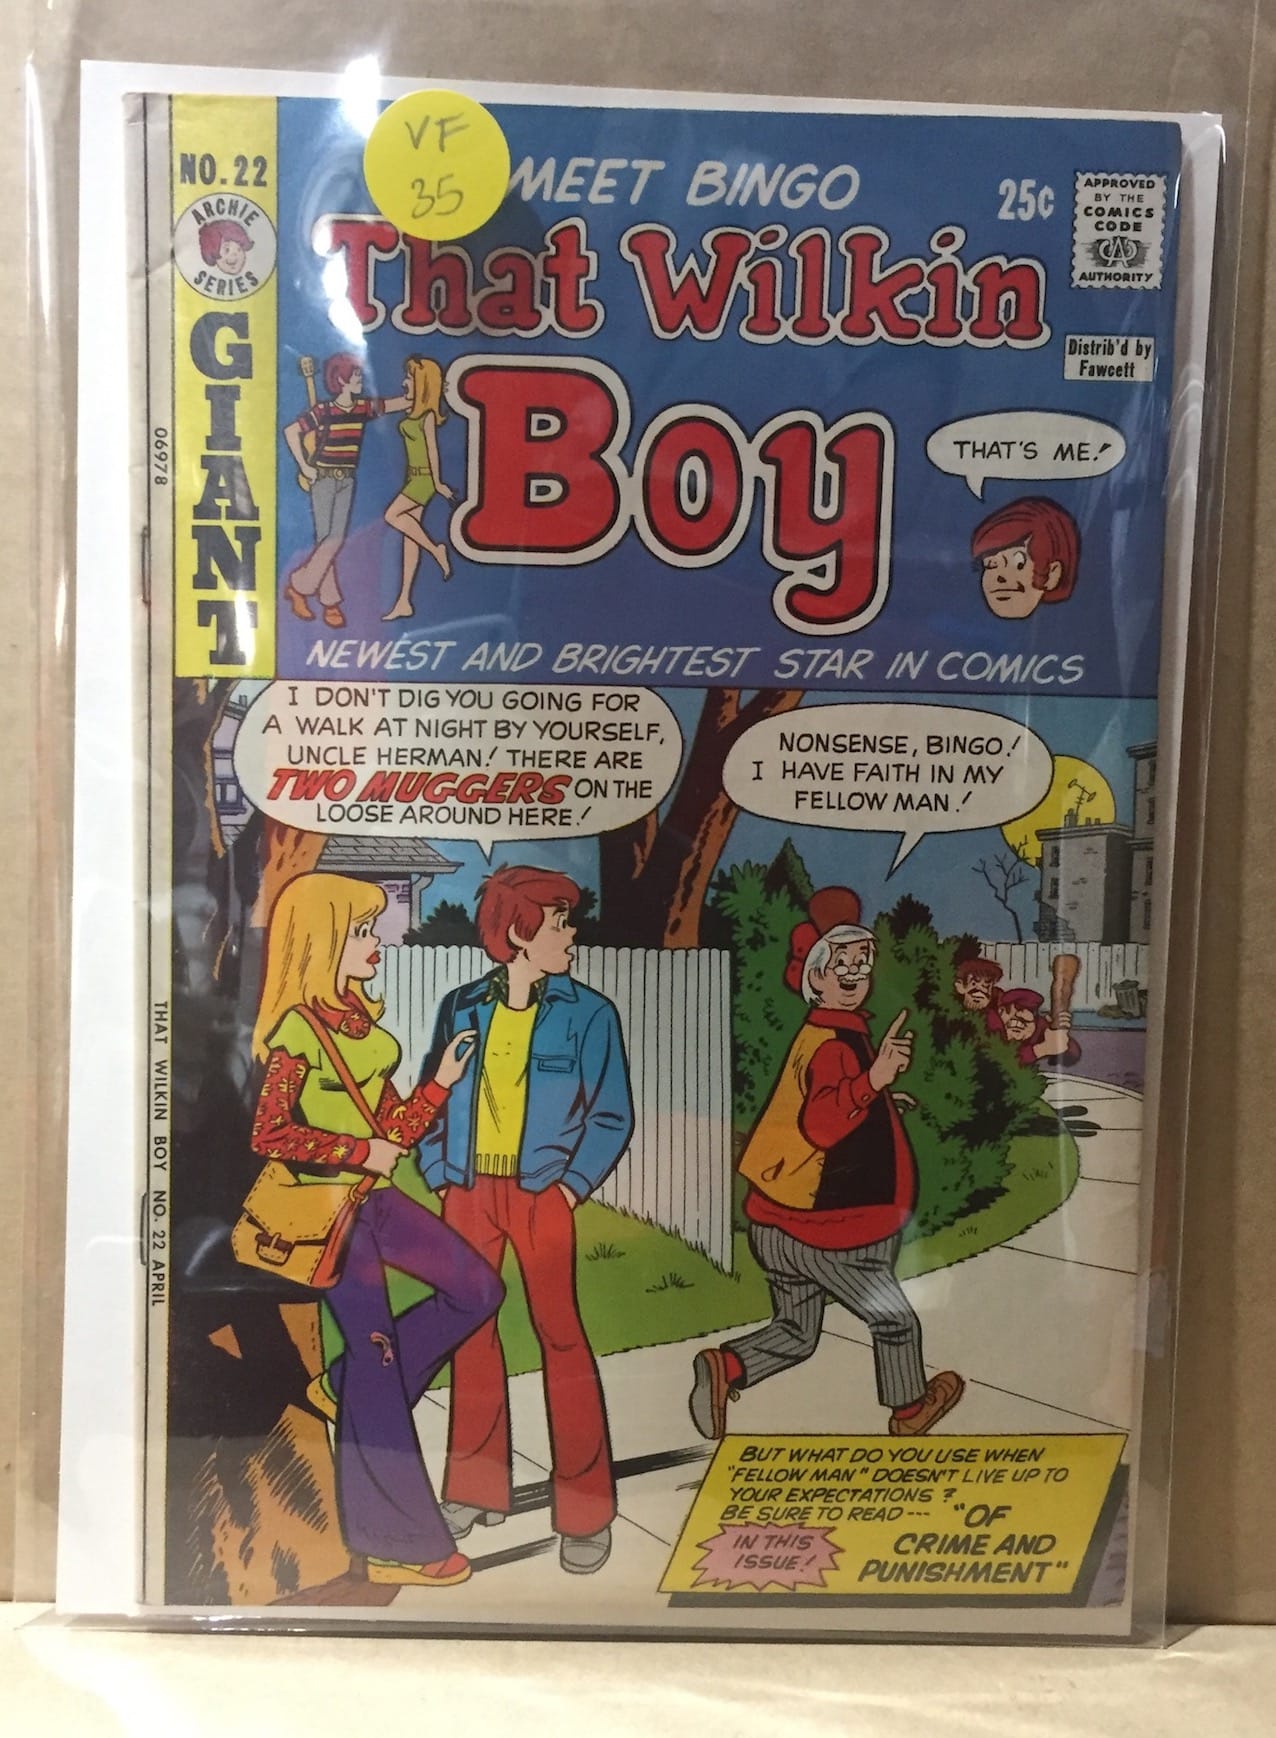 VF
35
NO. 22
ARCHIE
SERIES
GIANT
MEET BINGO
25¢
APPROVED
BY THE
COMICS
CODE
CA
AUTHORITY
That Wilkin
Boy
Distrib'd by
Fawcett
THAT'S ME!
NEWEST AND BRIGHTEST STAR IN COMICS
06978
THAT WILKIN BOY NO. 22 APRIL
I DON'T DIG YOU GOING FOR
A WALK AT NIGHT BY YOURSELF,
UNCLE HERMAN! THERE ARE
TWO MUGGERS ON THE
LOOSE AROUND HERE!
NONSENSE, BINGO!
I HAVE FAITH IN MY
FELLOW MAN!
BUT WHAT DO YOU USE WHEN
"FELLOW MAN" DOESN'T LIVE UP TO
YOUR EXPECTATIONS?
BE SURE TO READ --- "OF
CRIME AND
PUNISHMENT"
IN THIS
ISSUE!